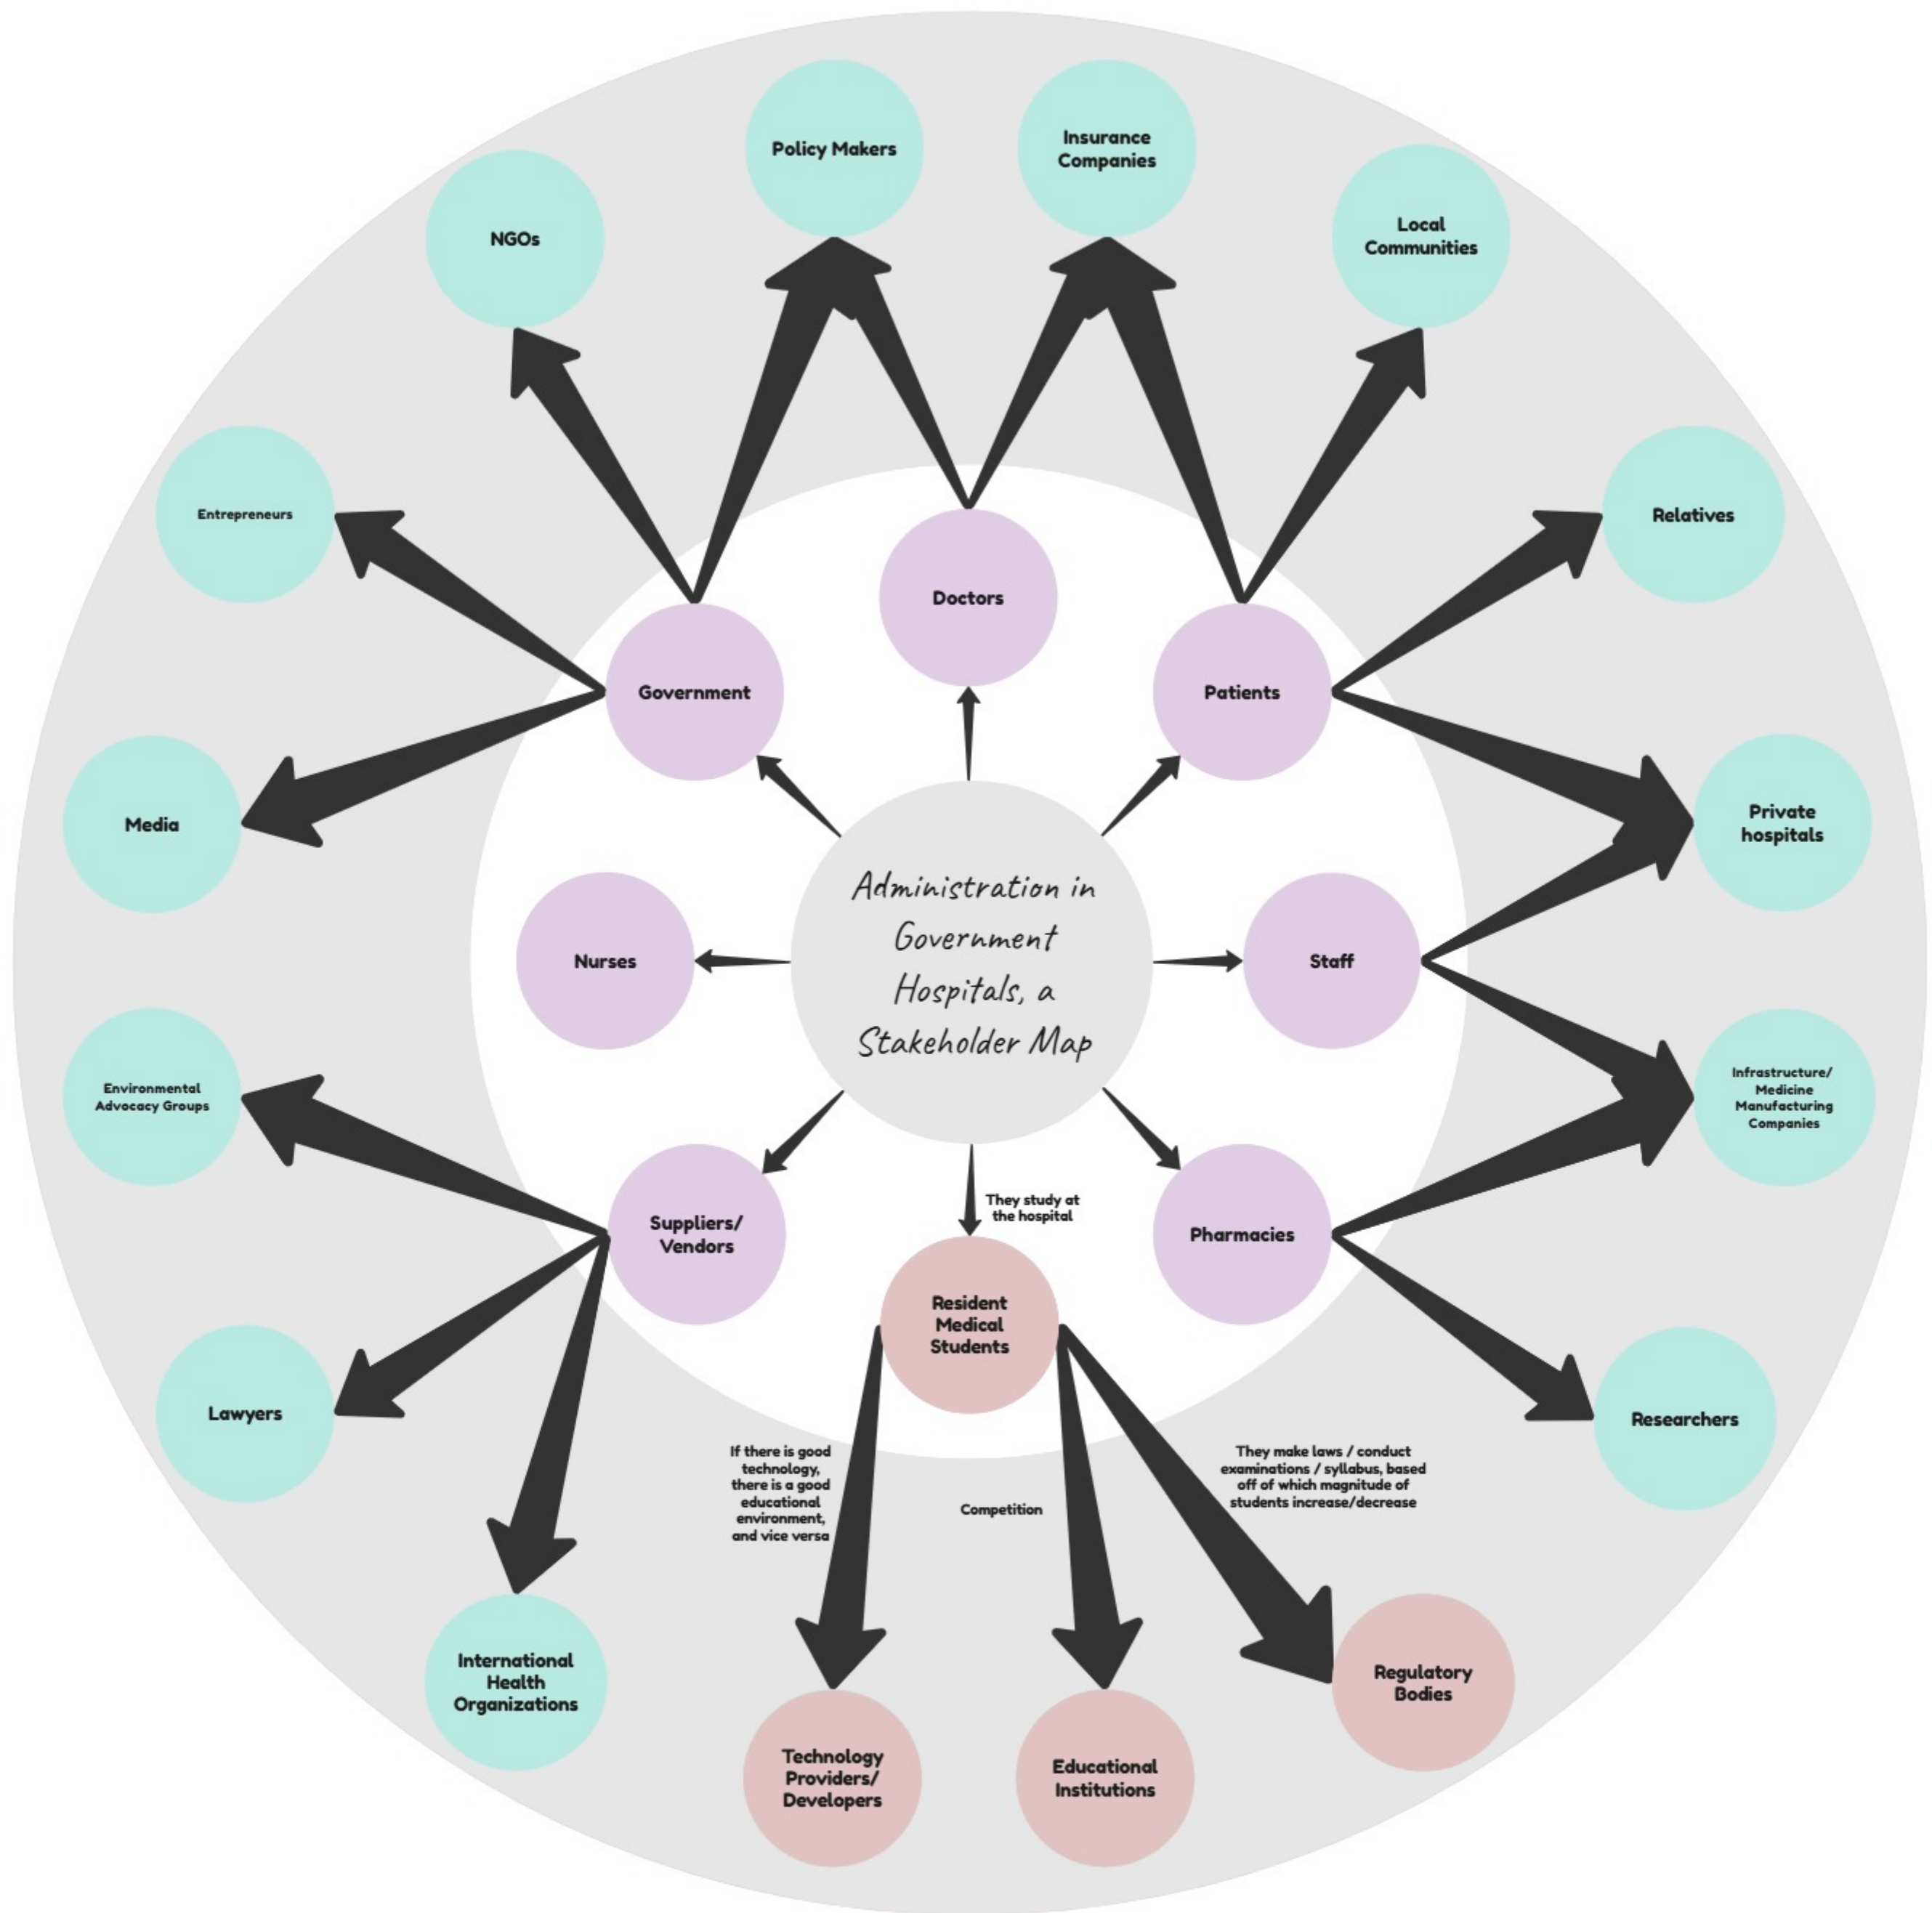 Policy Makers
Insurance
Companies
NGOs
Local
Communities
Entrepreneurs
Relatives
Doctors
Government
Patients
Media
Private
hospitals
Administration in
Government
Hospitals, a
Stakeholder Map
Nurses
Staff
Environmental
Advocacy Groups
Infrastructure/
Medicine
Manufacturing
Companies
They study at
the hospital
Suppliers/
Vendors
Pharmacies
Resident
Medical
Students
Lawyers
Researchers
If there is good
technology,
there is a good
educational
environment,
and vice versa
Competition
They make laws / conduct
examinations / syllabus, based
off of which magnitude of
students increase/decrease
International
Health
Organizations
Regulatory
Bodies
Technology
Providers/
Developers
Educational
Institutions